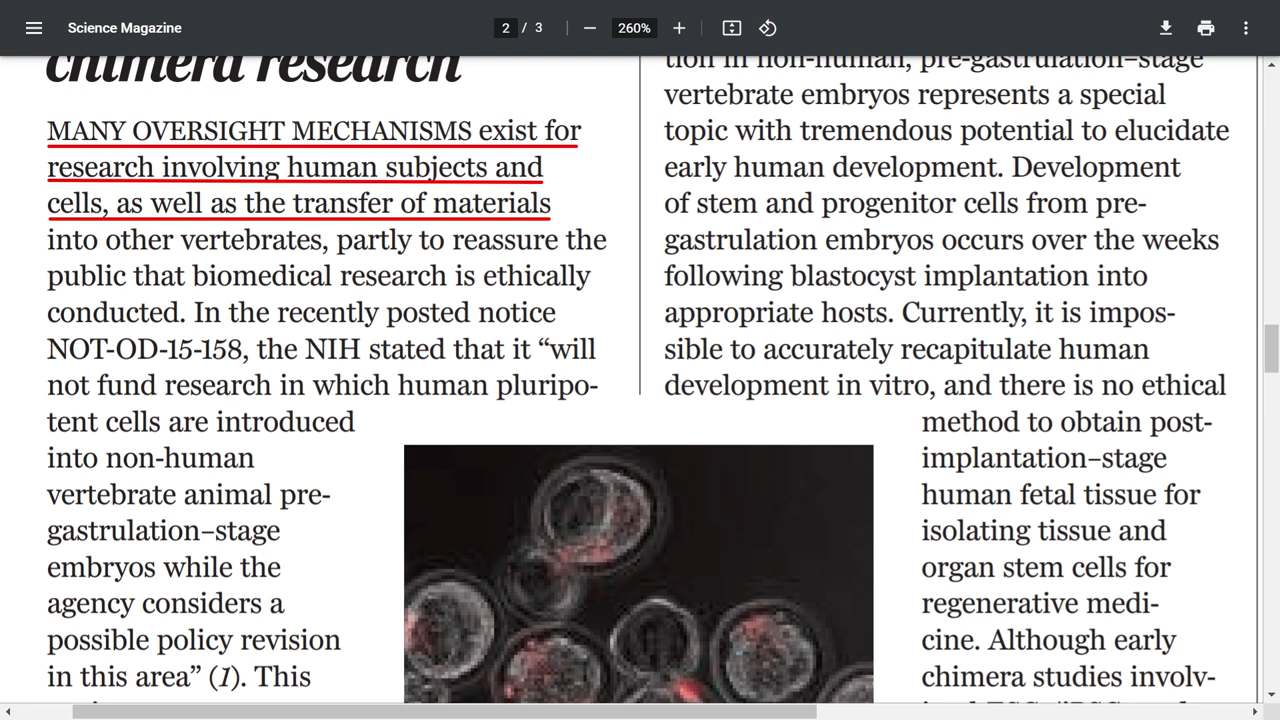 Science Magazine
2 / 3
260%
chimera research
MANY OVERSIGHT MECHANISMS exist for
research involving human subjects and
cells, as well as the transfer of materials
into other vertebrates, partly to reassure the
public that biomedical research is ethically
conducted. In the recently posted notice
NOT-OD-15-158, the NIH stated that it “will
not fund research in which human pluripo-
tent cells are introduced
into non-human
vertebrate animal pre-
gastrulation–stage
embryos while the
agency considers a
possible policy revision
in this area” (1). This
tion in non-human, pre-gastrulation–stage
vertebrate embryos represents a special
topic with tremendous potential to elucidate
early human development. Development
of stem and progenitor cells from pre-
gastrulation embryos occurs over the weeks
following blastocyst implantation into
appropriate hosts. Currently, it is impos-
sible to accurately recapitulate human
development in vitro, and there is no ethical
method to obtain post-
implantation–stage
human fetal tissue for
isolating tissue and
organ stem cells for
regenerative medi-
cine. Although early
chimera studies involv-